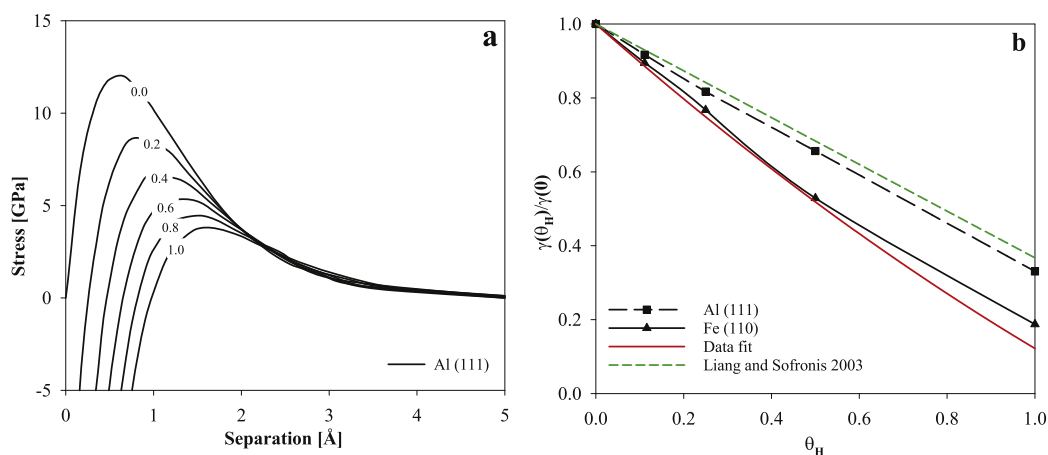 a
15
10
5
0
-5
Stress [GPa]
0.0
0.2
0.4
0.6
0.8
1.0
Al (111)
0 1 2 3 4 5
Separation [Å]
b
1.0
0.8
0.6
0.4
0.2
0.0
γ(θH)/γ(0)
Al (111)
Fe (110)
Data fit
Liang and Sofronis 2003
0.0 0.2 0.4 0.6 0.8 1.0
θH